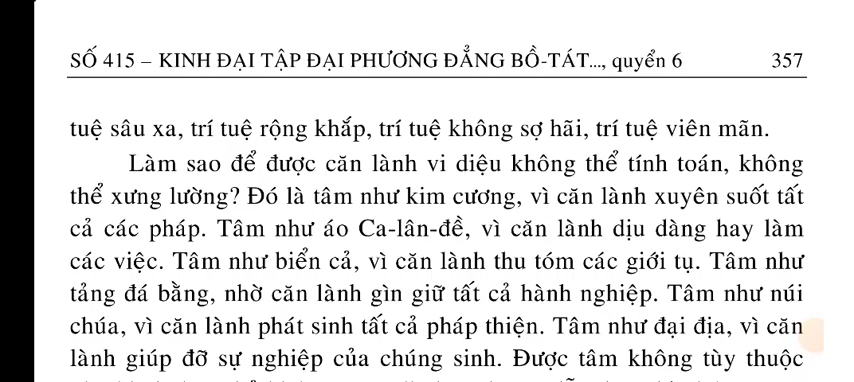 SỐ 415 – KINH ĐẠI TẬP ĐẠI PHƯƠNG ĐẲNG BỒ-TÁT..., quyển 6 357
tuệ sâu xa, trí tuệ rộng khắp, trí tuệ không sợ hãi, trí tuệ viên mãn.
Làm sao để được căn lành vi diệu không thể tính toán, không
thể xưng lường? Đó là tâm như kim cương, vì căn lành xuyên suốt tất
cả các pháp. Tâm như áo Ca-lân-đề, vì căn lành dịu dàng hay làm
các việc. Tâm như biển cả, vì căn lành thu tóm các giới tụ. Tâm như
tảng đá bằng, nhờ căn lành gìn giữ tất cả hành nghiệp. Tâm như núi
chúa, vì căn lành phát sinh tất cả pháp thiện. Tâm như đại địa, vì căn
lành giúp đỡ sự nghiệp của chúng sinh. Được tâm không tùy thuộc